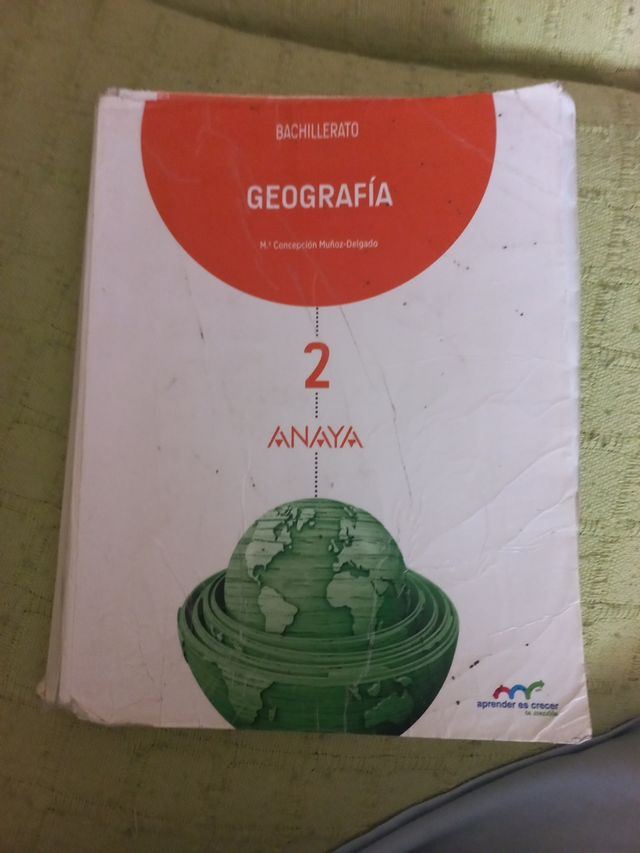 BACHILLERATO
GEOGRAFÍA
M.ª Concepción Muñoz-Delgado
2
ANAYA
aprender es crecer